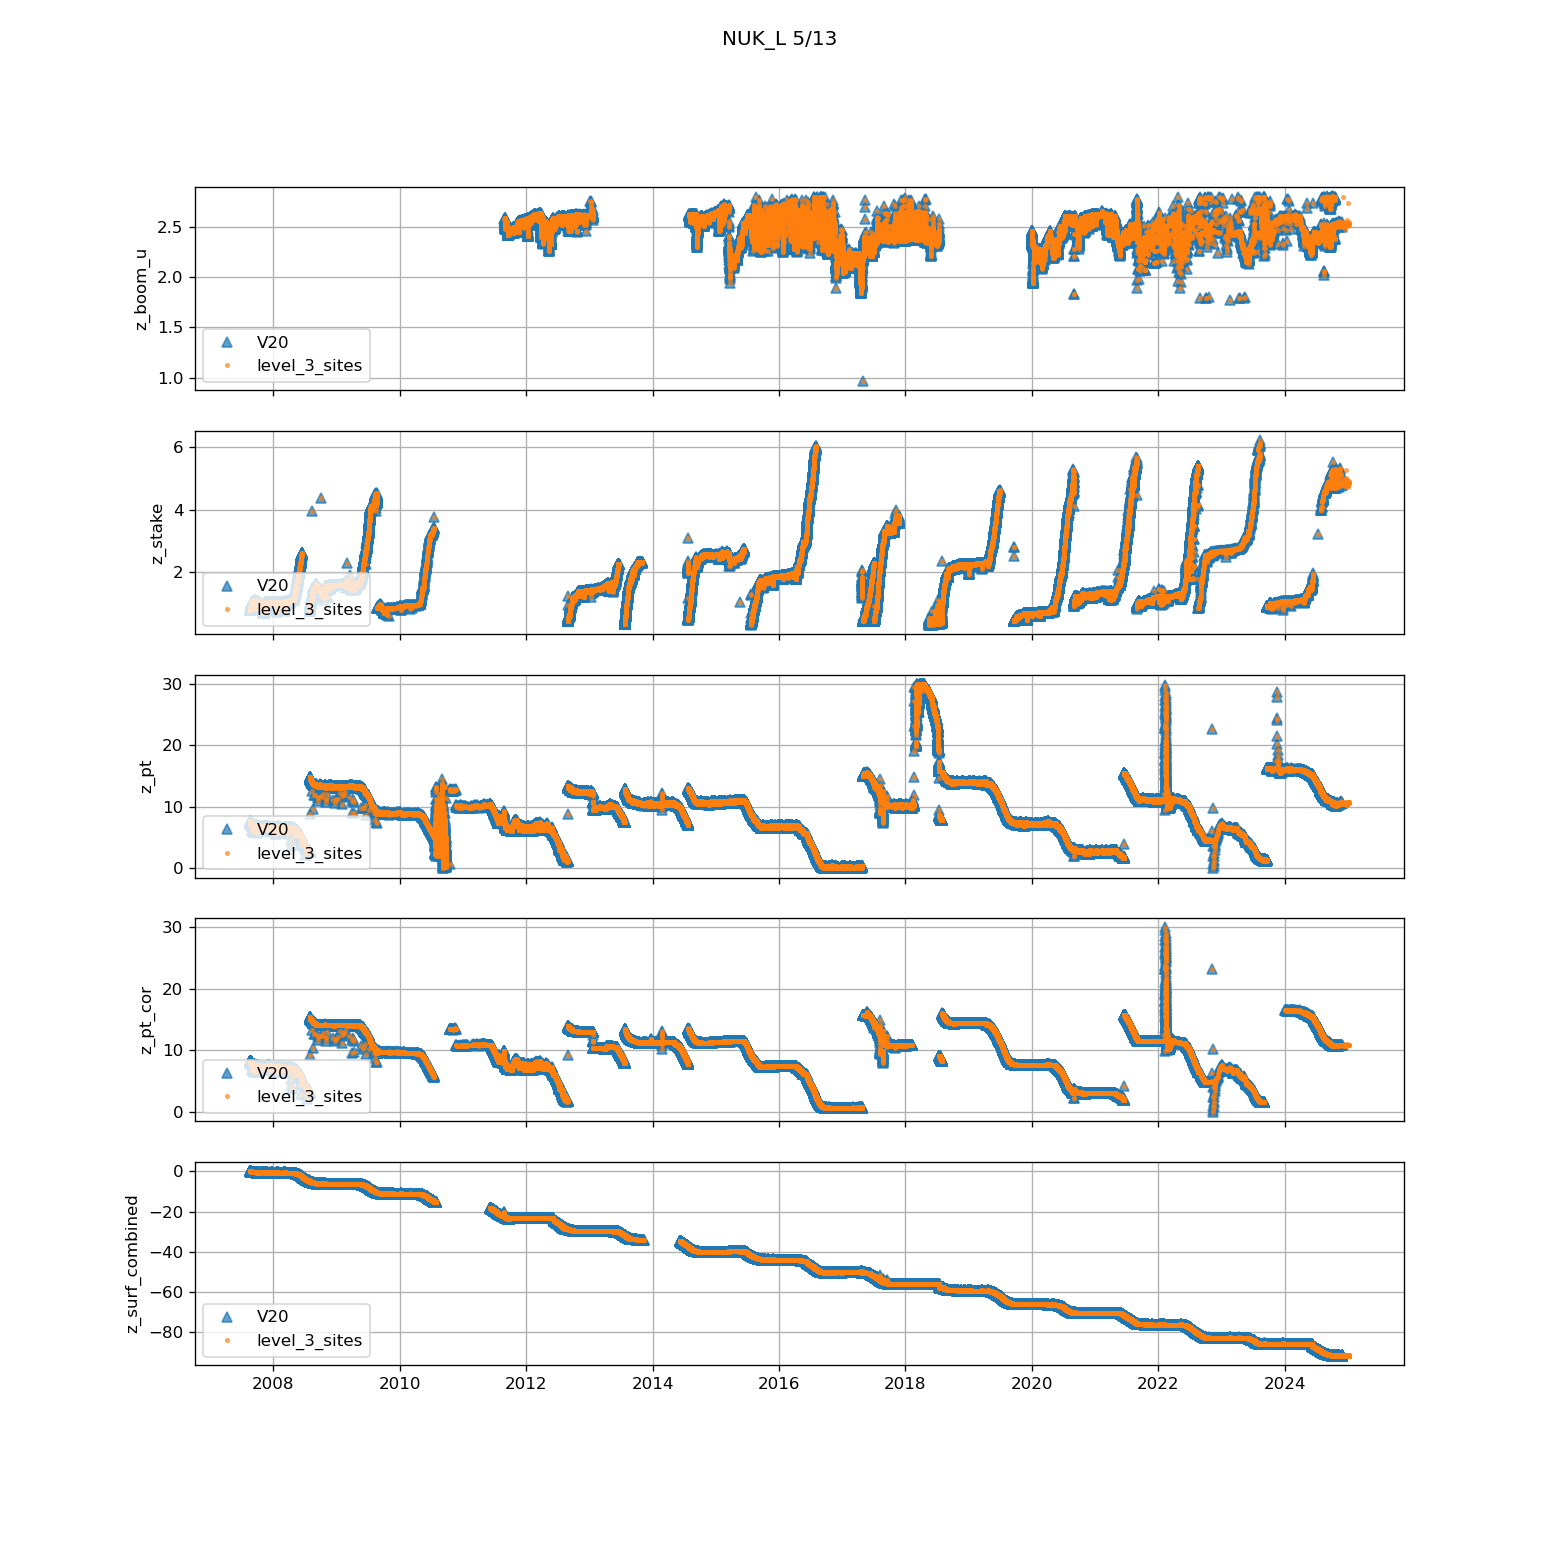 NUK_L 5/13
z_boom_u
2.5
2.0
1.5
1.0
V20
level_3_sites
z_stake
6
4
2
V20
level_3_sites
z_pt
30
20
10
0
V20
level_3_sites
z_pt_cor
30
20
10
0
V20
level_3_sites
z_surf_combined
0
−20
−40
−60
−80
V20
level_3_sites
2008 2010 2012 2014 2016 2018 2020 2022 2024